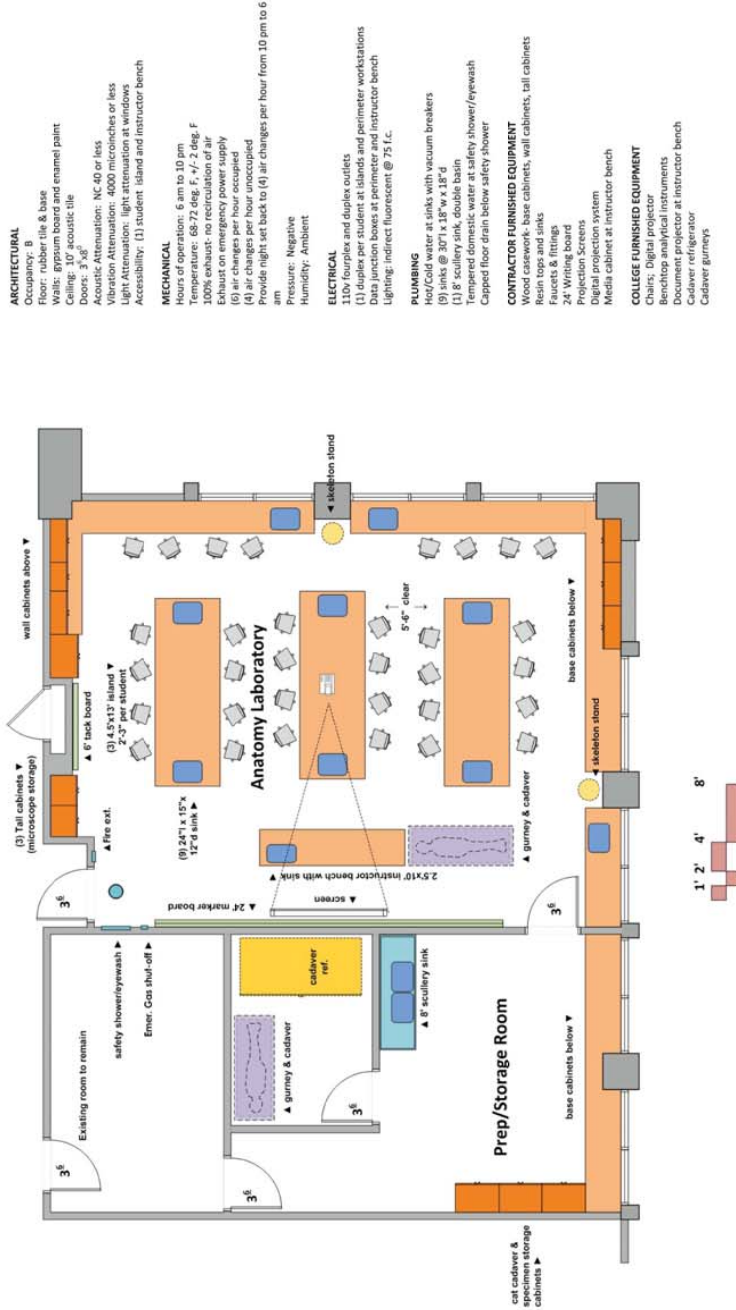 ARCHITECTURAL
Occupancy: B
Floor: rubber tile & base
Walls: gypsum board and enamel paint
Ceiling: 10' acoustic tile
Doors: 3⁶x8⁰
Acoustic Attenuation: NC 40 or less
Vibration Attenuation: 4000 microinches or less
Light Attenuation: light attenuation at windows
Accessibility: (1) student island and instructor bench
MECHANICAL
Hours of operation: 6 am to 10 pm
Temperature: 68-72 deg. F, +/- 2 deg. F
100% exhaust- no recirculation of air
Exhaust on emergency power supply
(6) air changes per hour occupied
(4) air changes per hour unoccupied
Provide night set back to (4) air changes per hour from 10 pm to 6
am
Pressure: Negative
Humidity: Ambient
ELECTRICAL
110v fourplex and duplex outlets
(1) duplex per student at islands and perimeter workstations
Data junction boxes at perimeter and instructor bench
Lighting: indirect fluorescent @ 75 f.c.
PLUMBING
Hot/Cold water at sinks with vacuum breakers
(9) sinks @ 30"l x 18"w x 18"d
(1) 8' scullery sink, double basin
Tempered domestic water at safety shower/eyewash
Capped floor drain below safety shower
CONTRACTOR FURNISHED EQUIPMENT
Wood casework- base cabinets, wall cabinets, tall cabinets
Resin tops and sinks
Faucets & fittings
24' Writing board
Projection Screens
Digital projection system
Media cabinet at instructor bench
COLLEGE FURNISHED EQUIPMENT
Chairs; Digital projector
Benchtop analytical instruments
Document projector at instructor bench
Cadaver refrigerator
Cadaver gurneys
(3) Tall cabinets ▼
(microscope storage)
wall cabinets above ▼
▲ 6' tack board
▲Fire ext.
3⁶
3⁶
Existing room to remain
safety shower/eyewash ▶
Emer. Gas shut-off ▶
(3) 4.5'x13' island ▼
2'-3" per student
(9) 24"l x 15"x
12"d sink ▶
Anatomy Laboratory
▲ 24' marker board
▲ screen
▲ 2.5'x10' instructor bench with sink
◀ skeleton stand
5'-6" clear
3⁶
cadaver
ref.
▲ gurney & cadaver
3⁶
▲ 8' scullery sink
▲ gurney & cadaver
Prep/Storage Room
3⁶
base cabinets below ▼
base cabinets below ▼
◀ skeleton stand
cat cadaver &
specimen storage
cabinets ▶
1' 2' 4' 8'